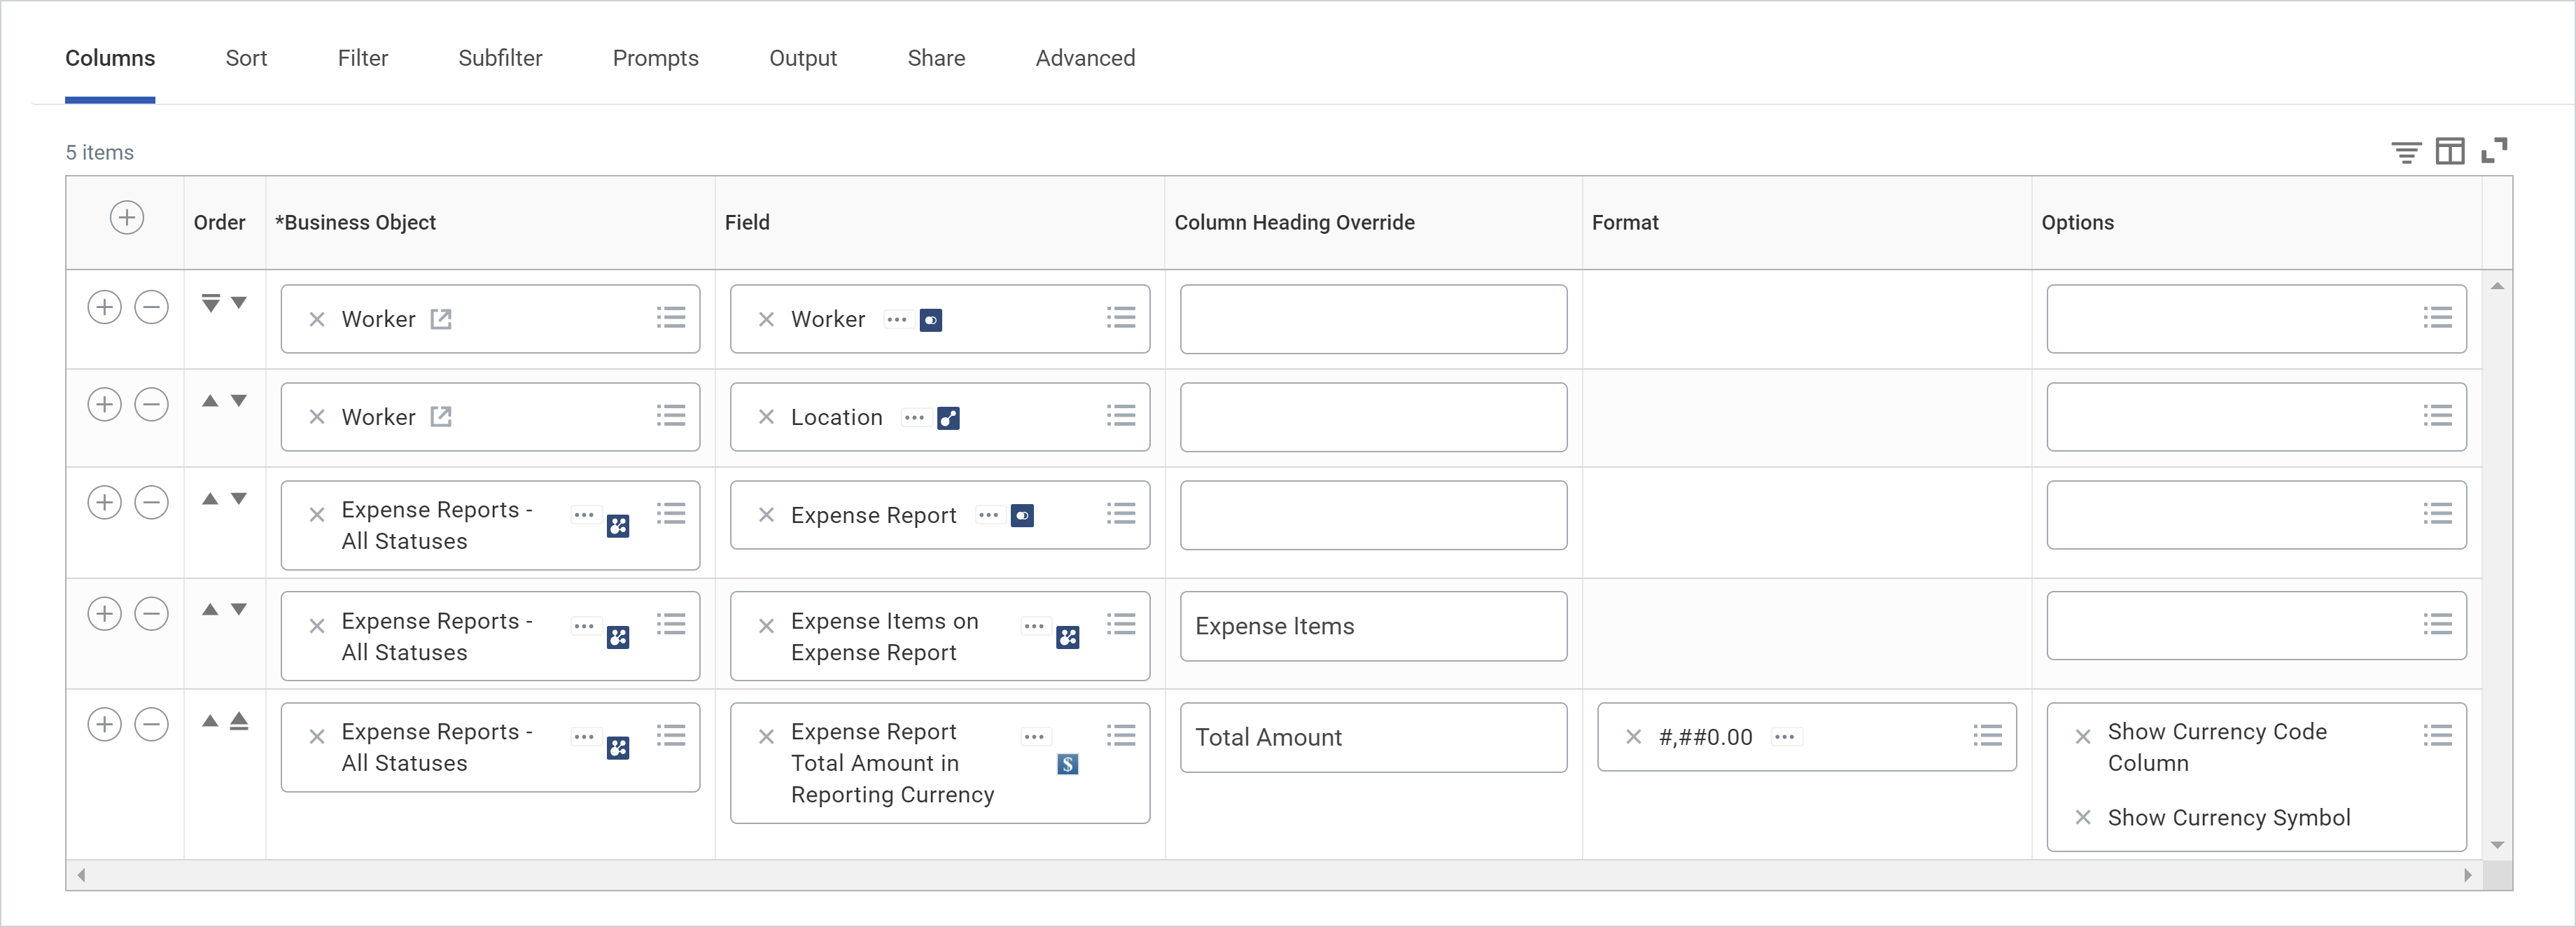 Columns Sort Filter Subfilter Prompts Output Share Advanced
5 items
Order *Business Object Field Column Heading Override Format Options
Worker Worker
Worker Location
Expense Reports - Expense Report
All Statuses
Expense Reports - Expense Items on Expense Items
All Statuses Expense Report
Expense Reports - Expense Report Total Amount #,##0.00 Show Currency Code
All Statuses Total Amount in Column
Reporting Currency
Show Currency Symbol